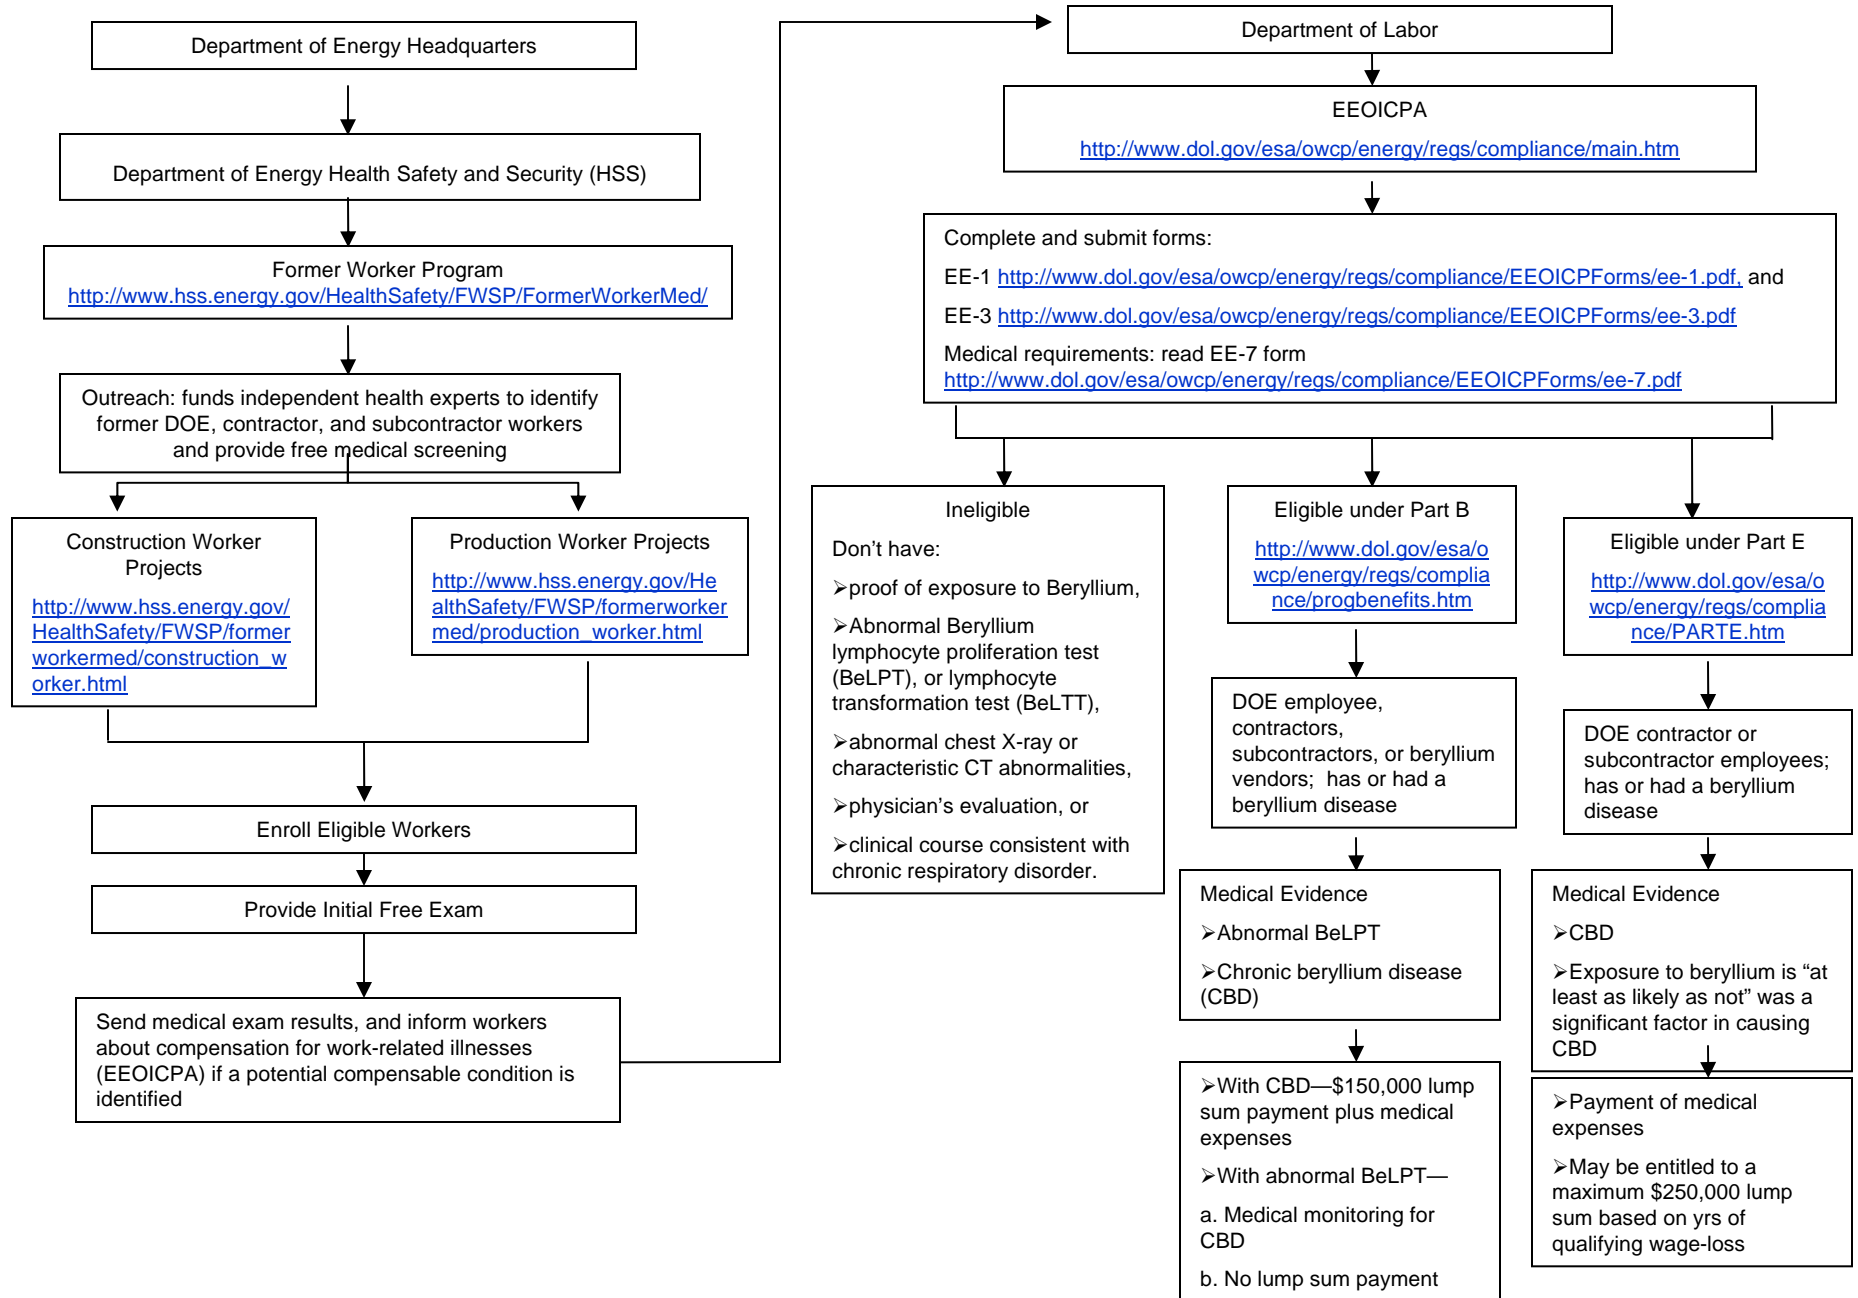 Department of Energy Headquarters
Department of Energy Health Safety and Security (HSS)
Former Worker Program
http://www.hss.energy.gov/HealthSafety/FWSP/FormerWorkerMed/
Outreach: funds independent health experts to identify
former DOE, contractor, and subcontractor workers
and provide free medical screening
Construction Worker
Projects
http://www.hss.energy.gov/
HealthSafety/FWSP/former
workermed/construction_w
orker.html
Production Worker Projects
http://www.hss.energy.gov/He
althSafety/FWSP/formerworker
med/production_worker.html
Enroll Eligible Workers
Provide Initial Free Exam
Send medical exam results, and inform workers
about compensation for work-related illnesses
(EEOICPA) if a potential compensable condition is
identified
Department of Labor
EEOICPA
http://www.dol.gov/esa/owcp/energy/regs/compliance/main.htm
Complete and submit forms:
EE-1 http://www.dol.gov/esa/owcp/energy/regs/compliance/EEOICPForms/ee-1.pdf, and
EE-3 http://www.dol.gov/esa/owcp/energy/regs/compliance/EEOICPForms/ee-3.pdf
Medical requirements: read EE-7 form
http://www.dol.gov/esa/owcp/energy/regs/compliance/EEOICPForms/ee-7.pdf
Ineligible
Don’t have:
➢proof of exposure to Beryllium,
➢Abnormal Beryllium
lymphocyte proliferation test
(BeLPT), or lymphocyte
transformation test (BeLTT),
➢abnormal chest X-ray or
characteristic CT abnormalities,
➢physician’s evaluation, or
➢clinical course consistent with
chronic respiratory disorder.
Eligible under Part B
http://www.dol.gov/esa/o
wcp/energy/regs/complia
nce/progbenefits.htm
DOE employee,
contractors,
subcontractors, or beryllium
vendors;  has or had a
beryllium disease
Medical Evidence
➢Abnormal BeLPT
➢Chronic beryllium disease
(CBD)
➢With CBD—$150,000 lump
sum payment plus medical
expenses
➢With abnormal BeLPT—
a. Medical monitoring for
CBD
b. No lump sum payment
Eligible under Part E
http://www.dol.gov/esa/o
wcp/energy/regs/complia
nce/PARTE.htm
DOE contractor or
subcontractor employees;
has or had a beryllium
disease
Medical Evidence
➢CBD
➢Exposure to beryllium is “at
least as likely as not” was a
significant factor in causing
CBD
➢Payment of medical
expenses
➢May be entitled to a
maximum $250,000 lump
sum based on yrs of
qualifying wage-loss